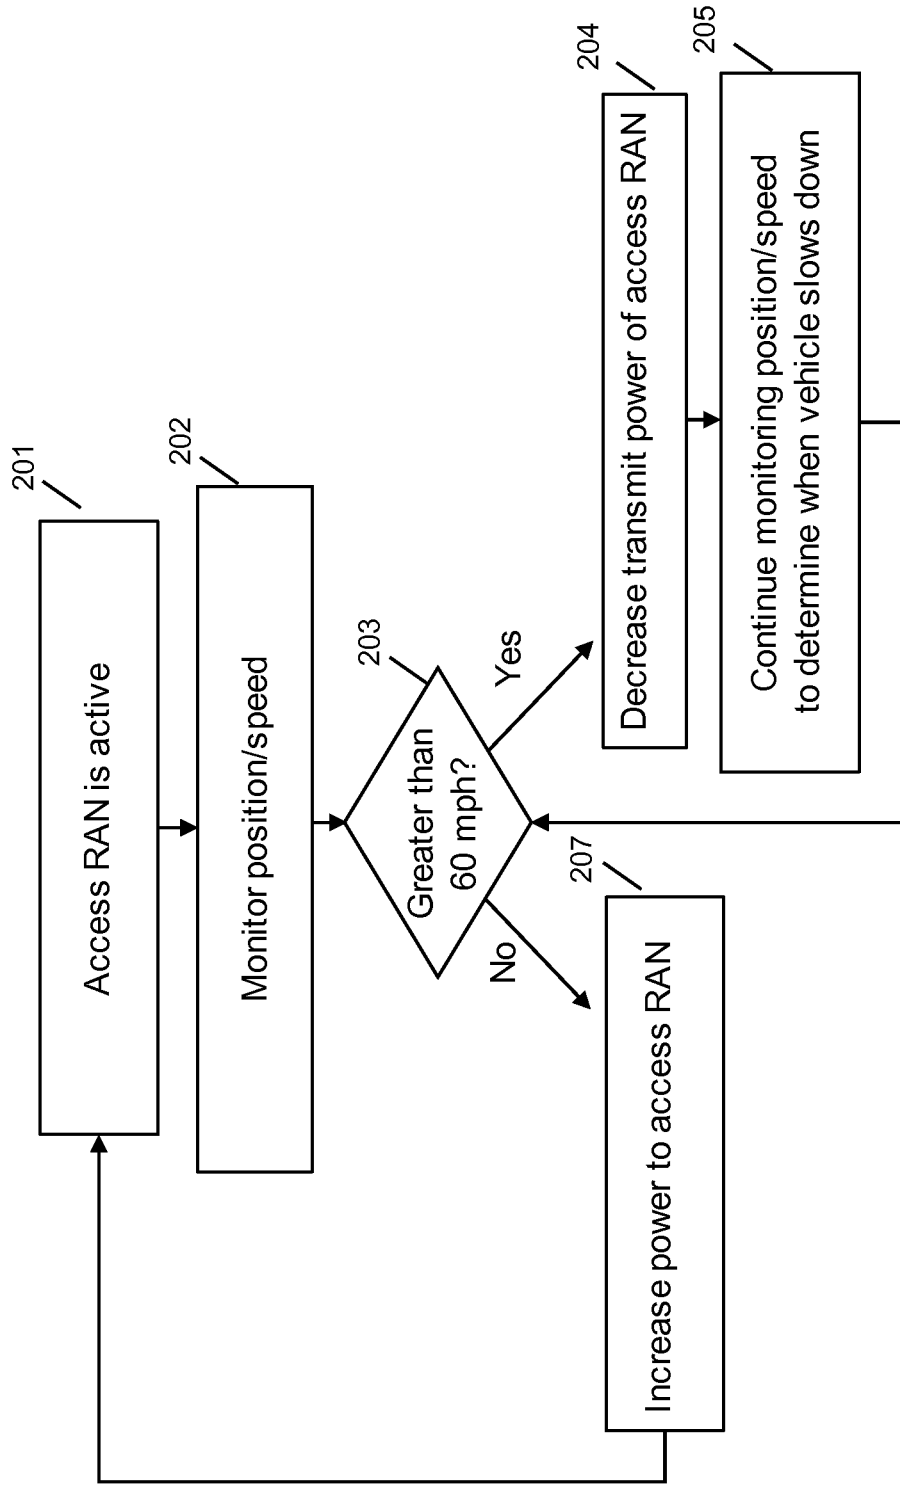 201
Access RAN is active
202
Monitor position/speed
203
Greater than
60 mph?
No
Yes
204
Decrease transmit power of access RAN
205
Continue monitoring position/speed
to determine when vehicle slows down
207
Increase power to access RAN